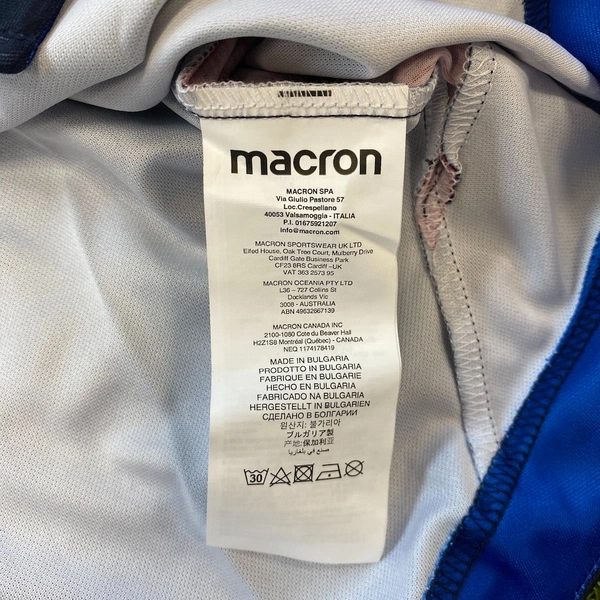 macron
MACRON SPA
Via Giulio Pastore 57
Loc.Crespellano
40053 Valsamoggia - ITALIA
P.I. 01675921207
info@macron.com
MACRON SPORTSWEAR UK LTD
Elfed House, Oak Tree Court, Mulberry Drive
Cardiff Gate Business Park
CF23 8RS Cardiff -UK
VAT 363 2573 95
MACRON OCEANIA PTY LTD
L36 - 727 Collins St
Docklands Vic
3008 - AUSTRALIA
ABN 49632667139
MACRON CANADA INC
2100-1080 Cote du Beaver Hall
H2Z1S8 Montréal (Québec) - CANADA
NEQ 1174178419
MADE IN BULGARIA
PRODOTTO IN BULGARIA
FABRIQUE EN BULGARIE
HECHO EN BULGARIA
FABRICADO NA BULGARIA
HERGESTELLT IN BULGARIEN
СДЕЛАНО В БОЛГАРИИ
원산지: 불가리아
ブルガリア製
产地:保加利亚
صنع في بلغاريا
30